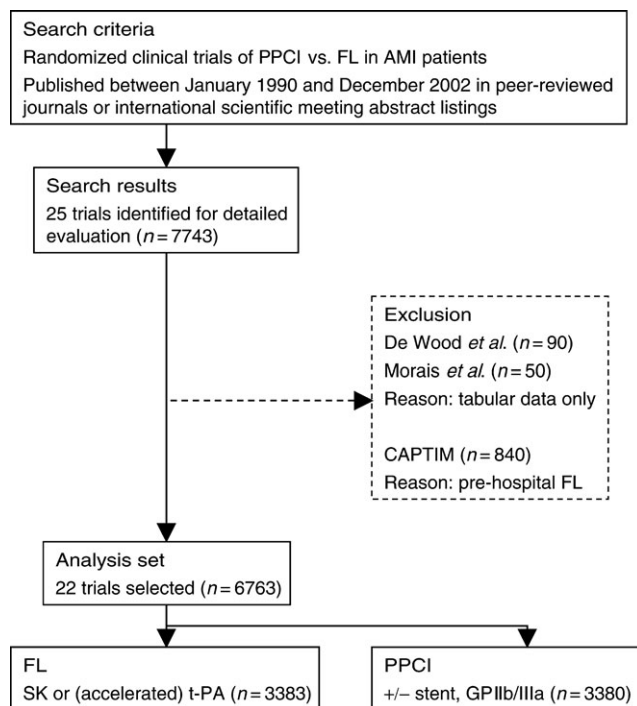 Search criteria
Randomized clinical trials of PPCI vs. FL in AMI patients
Published between January 1990 and December 2002 in peer-reviewed
journals or international scientific meeting abstract listings
Search results
25 trials identified for detailed
evaluation (n=7743)
Exclusion
De Wood et al. (n=90)
Morais et al. (n=50)
Reason: tabular data only
CAPTIM (n=840)
Reason: pre-hospital FL
Analysis set
22 trials selected (n=6763)
FL
SK or (accelerated) t-PA (n=3383)
PPCI
+/− stent, GPIIb/IIIa (n=3380)